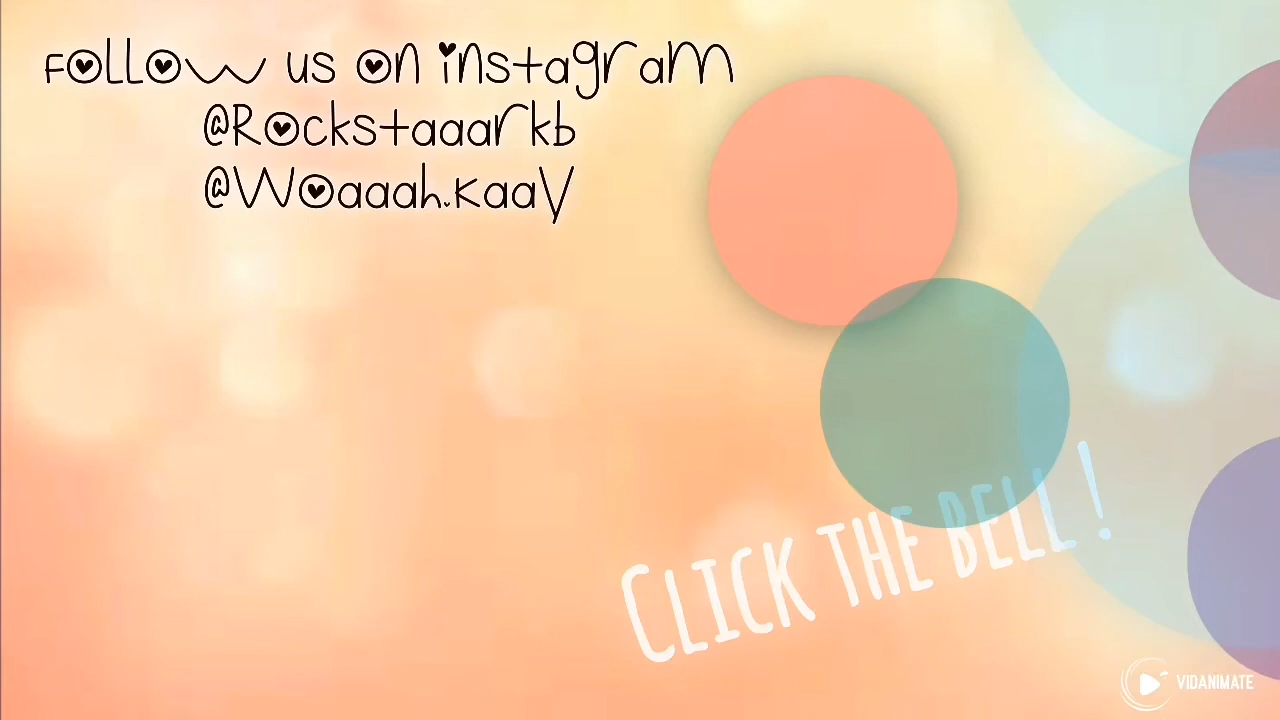 Follow us on instagram
@Rockstaaarkb
@Woaaah.kaay
Click the bell!
VIDANIMATE